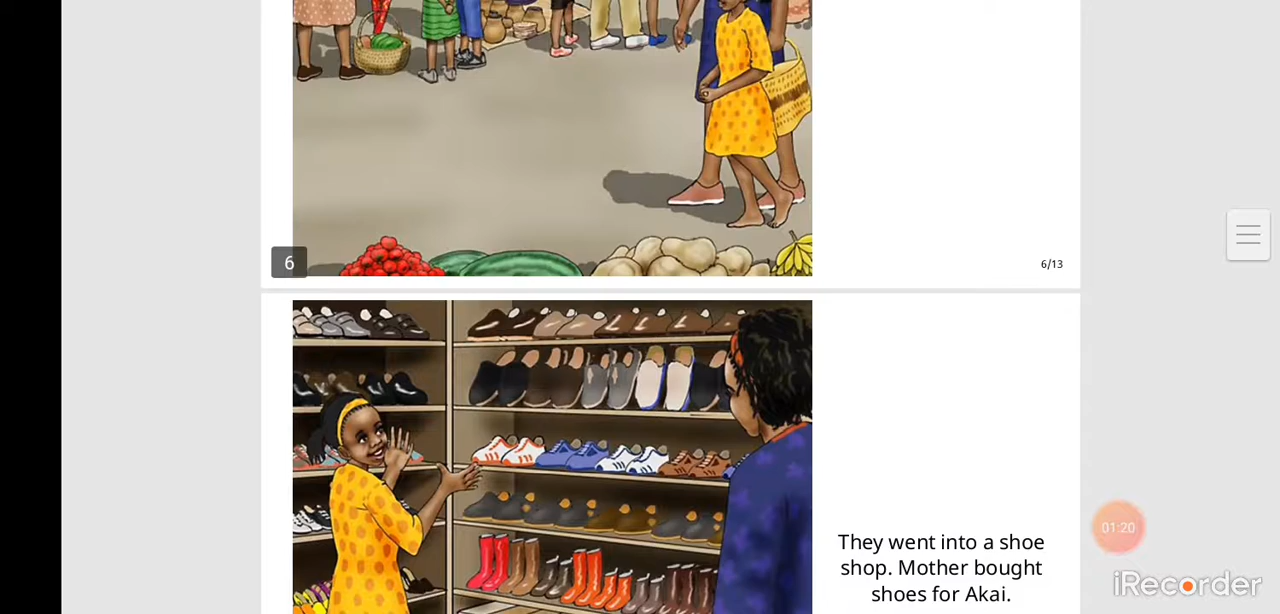 6
6/13
They went into a shoe
shop. Mother bought
shoes for Akai.
01:20
iRecorder